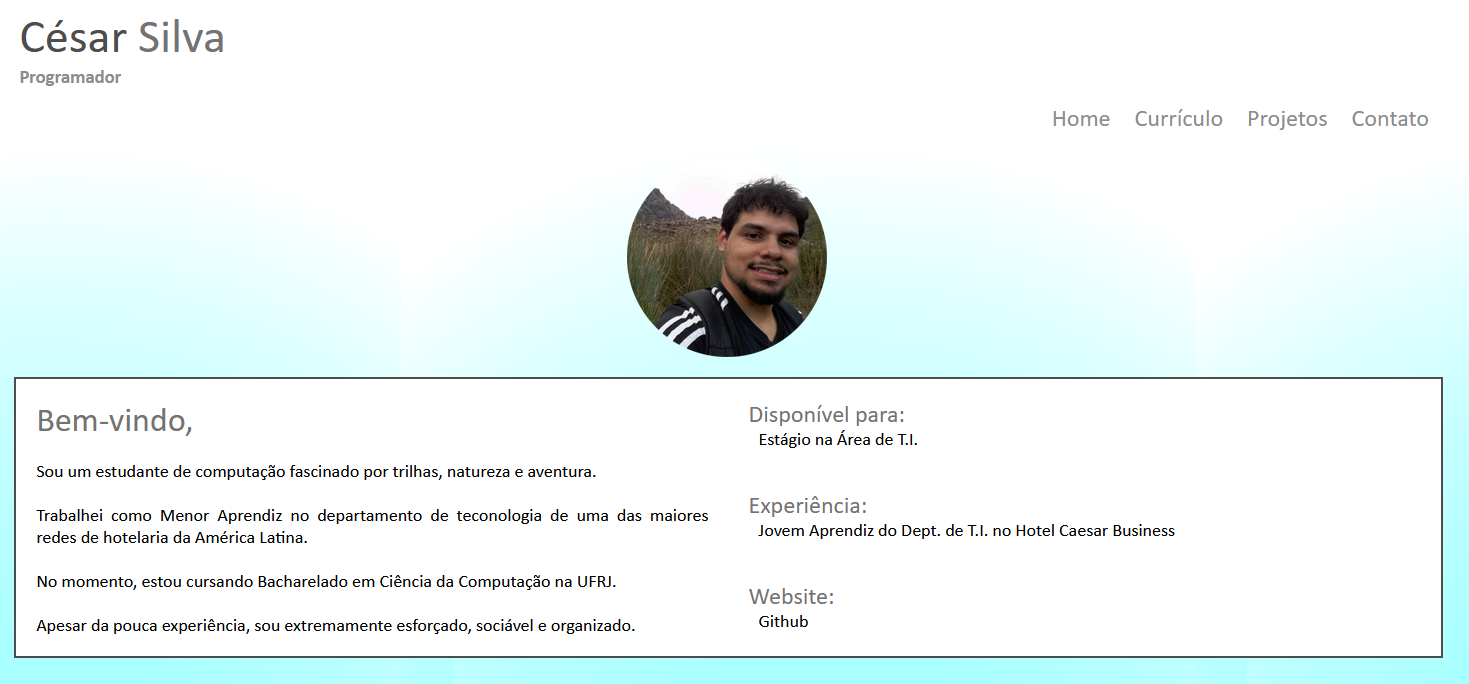 César Silva
Programador
Home Currículo Projetos Contato
Bem-vindo,
Sou um estudante de computação fascinado por trilhas, natureza e aventura.
Trabalhei como Menor Aprendiz no departamento de teconologia de uma das maiores
redes de hotelaria da América Latina.
No momento, estou cursando Bacharelado em Ciência da Computação na UFRJ.
Apesar da pouca experiência, sou extremamente esforçado, sociável e organizado.
Disponível para:
Estágio na Área de T.I.
Experiência:
Jovem Aprendiz do Dept. de T.I. no Hotel Caesar Business
Website:
Github